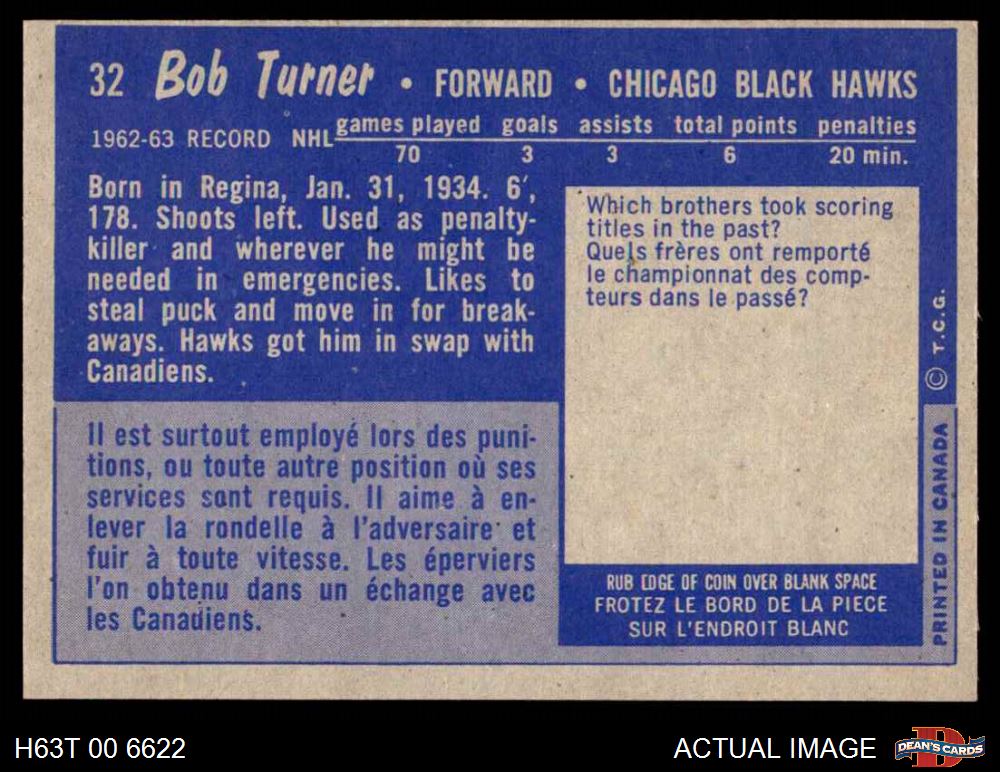 32 Bob Turner • FORWARD • CHICAGO BLACK HAWKS
games played goals assists total points penalties
1962-63 RECORD NHL
70 3 3 6 20 min.
Born in Regina, Jan. 31, 1934. 6′,
178. Shoots left. Used as penalty-
killer and wherever he might be
needed in emergencies. Likes to
steal puck and move in for break-
aways. Hawks got him in swap with
Canadiens.
Il est surtout employé lors des puni-
tions, ou toute autre position où ses
services sont requis. Il aime à en-
lever la rondelle à l'adversaire et
fuir à toute vitesse. Les éperviers
l'on obtenu dans un échange avec
les Canadiens.
Which brothers took scoring
titles in the past?
Quels frères ont remporté
le championnat des comp-
teurs dans le passé?
RUB EDGE OF COIN OVER BLANK SPACE
FROTEZ LE BORD DE LA PIECE
SUR L'ENDROIT BLANC
© T.C.G.
PRINTED IN CANADA
H63T 00 6622
ACTUAL IMAGE
D
DEAN'S CARDS